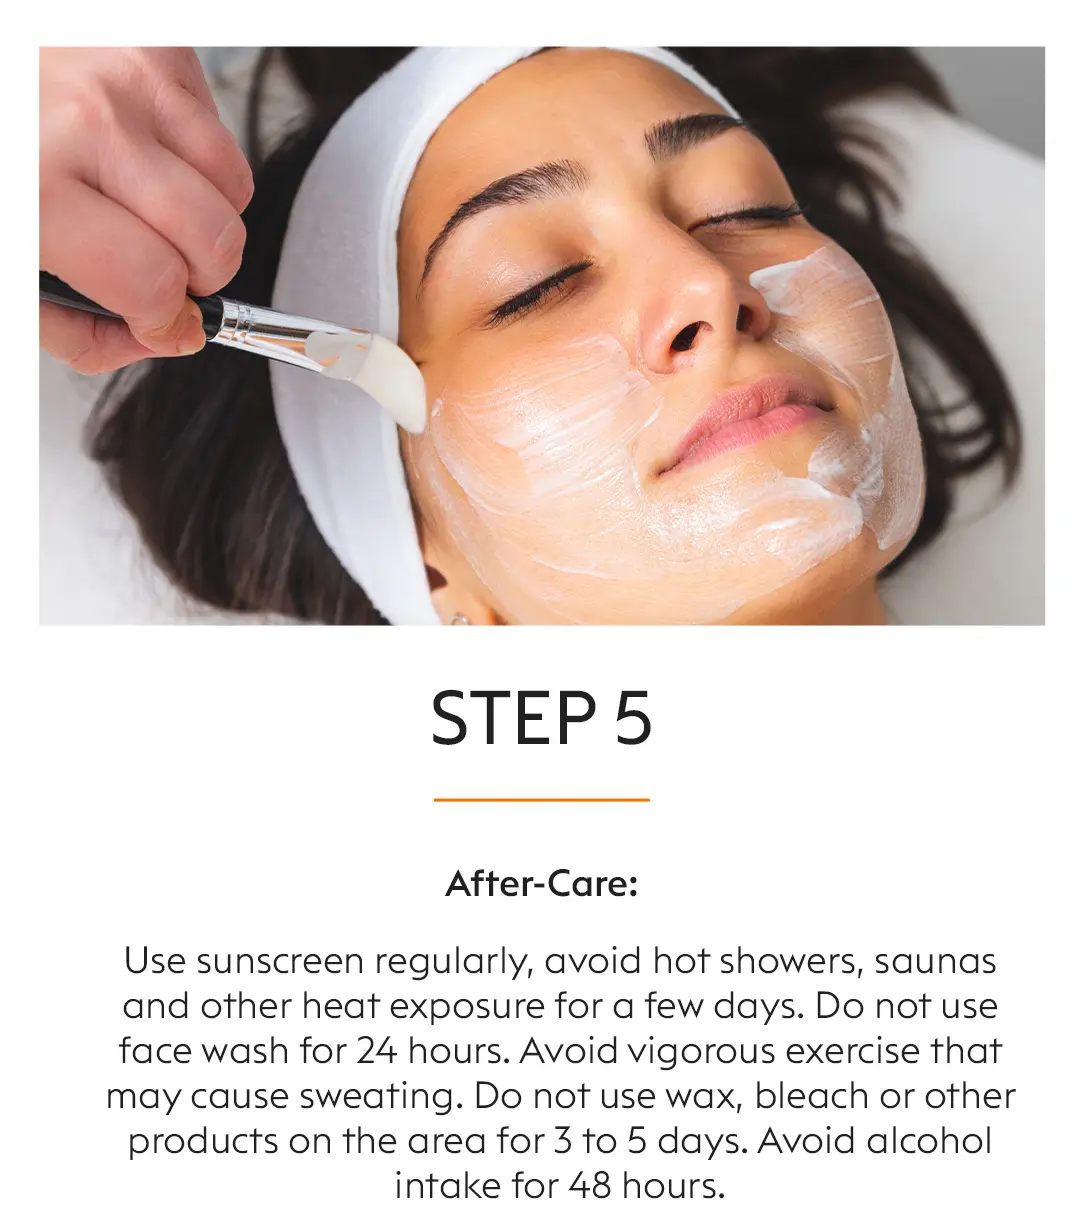 STEP 5
After-Care:
Use sunscreen regularly, avoid hot showers, saunas
and other heat exposure for a few days. Do not use
face wash for 24 hours. Avoid vigorous exercise that
may cause sweating. Do not use wax, bleach or other
products on the area for 3 to 5 days. Avoid alcohol
intake for 48 hours.